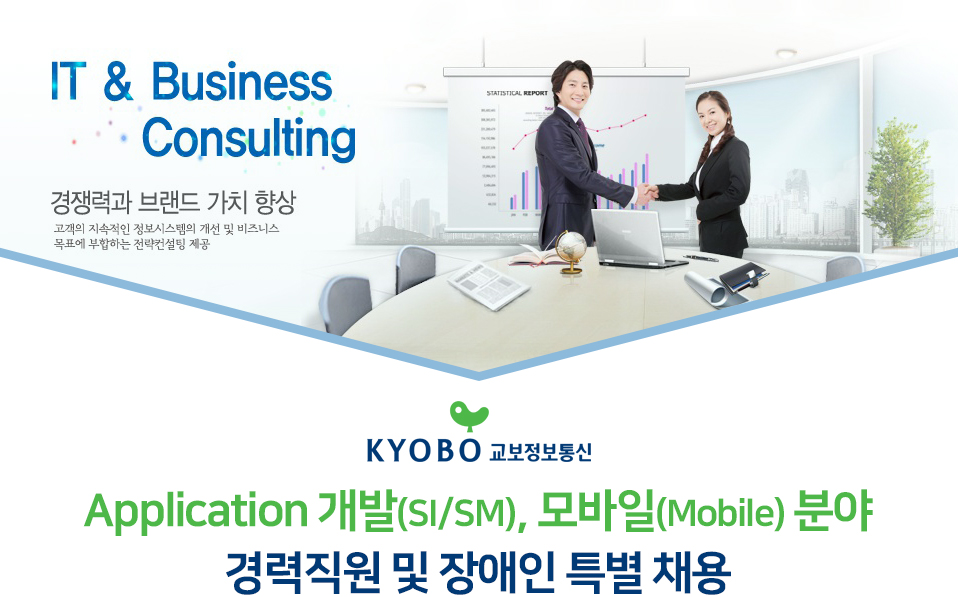 IT & Business
Consulting
경쟁력과 브랜드 가치 향상
고객의 지속적인 정보시스템의 개선 및 비즈니스
목표에 부합하는 전략컨설팅 제공
STATISTICAL REPORT
KYOBO 교보정보통신
Application 개발(SI/SM), 모바일(Mobile) 분야
경력직원 및 장애인 특별 채용